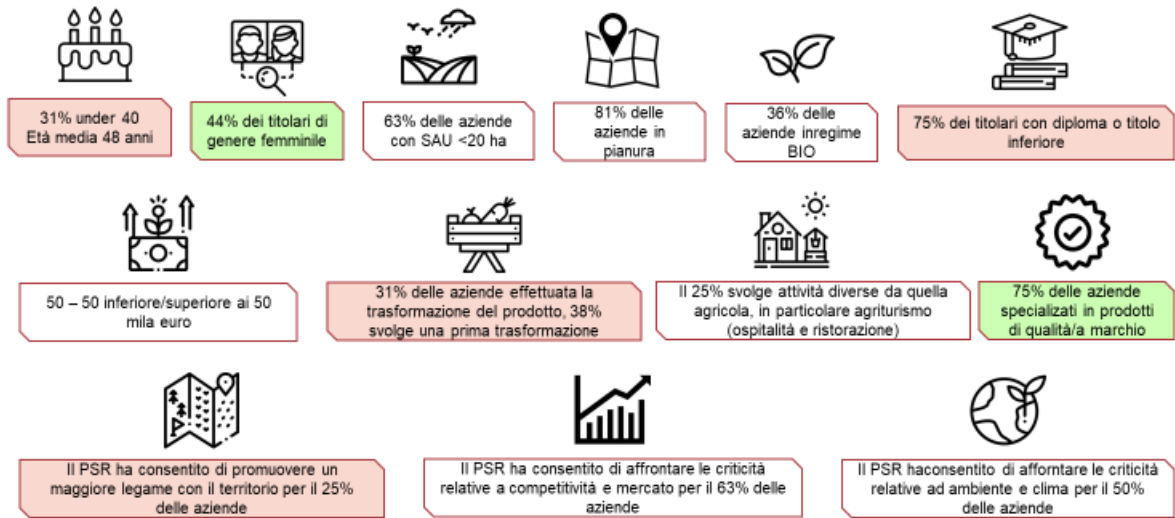 31% under 40
Età media 48 anni
44% dei titolari di
genere femminile
63% delle aziende
con SAU <20 ha
81% delle
aziende in
pianura
36% delle
aziende inregime
BIO
75% dei titolari con diploma o titolo
inferiore
50 – 50 inferiore/superiore ai 50
mila euro
31% delle aziende effettuata la
trasformazione del prodotto, 38%
svolge una prima trasformazione
Il 25% svolge attività diverse da quella
agricola, in particolare agriturismo
(ospitalità e ristorazione)
75% delle aziende
specializzati in prodotti
di qualità/a marchio
Il PSR ha consentito di promuovere un
maggiore legame con il territorio per il 25%
delle aziende
Il PSR ha consentito di affrontare le criticità
relative a competitività e mercato per il 63% delle
aziende
Il PSR haconsentito di afforntare le criticità
relative ad ambiente e clima per il 50%
delle aziende